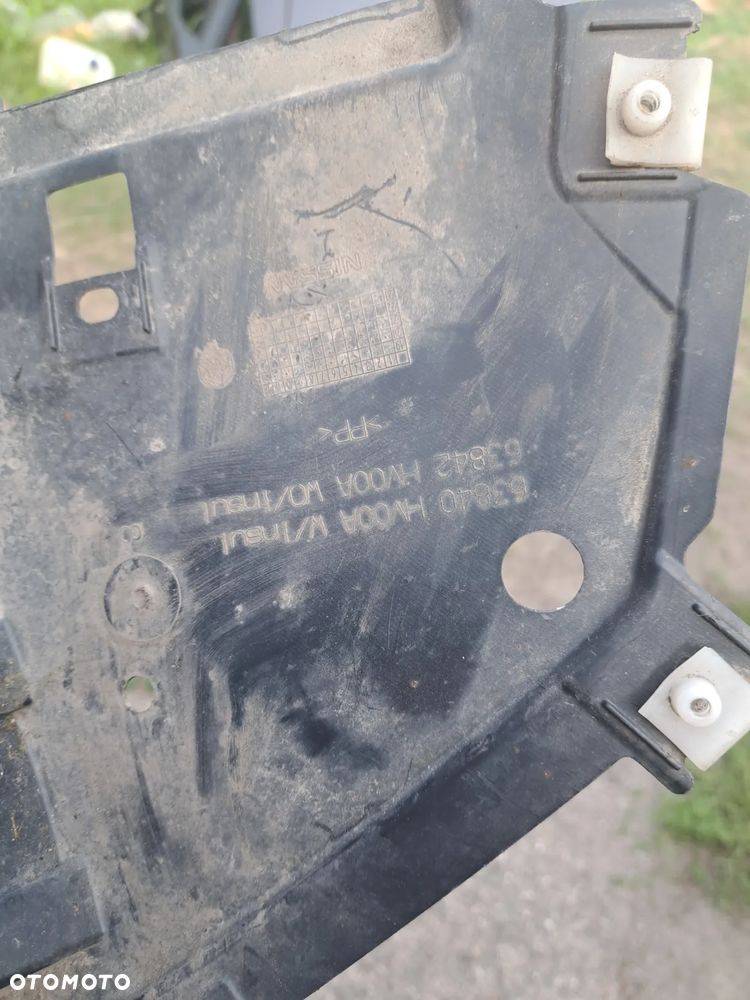 63840 HV00A W/Insul
63842 HV00A WO/Insul
>PP<
NISSAN
OTOMOTO